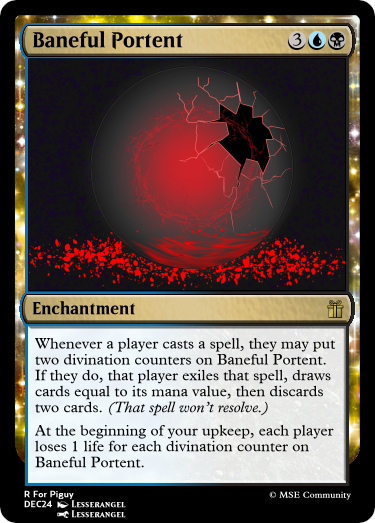 Baneful Portent 3
Enchantment
Whenever a player casts a spell, they may put
two divination counters on Baneful Portent.
If they do, that player exiles that spell, draws
cards equal to its mana value, then discards
two cards. (That spell won't resolve.)
At the beginning of your upkeep, each player
loses 1 life for each divination counter on
Baneful Portent.
R For Piguy
DEC24 Lesserangel © MSE Community
Lesserangel